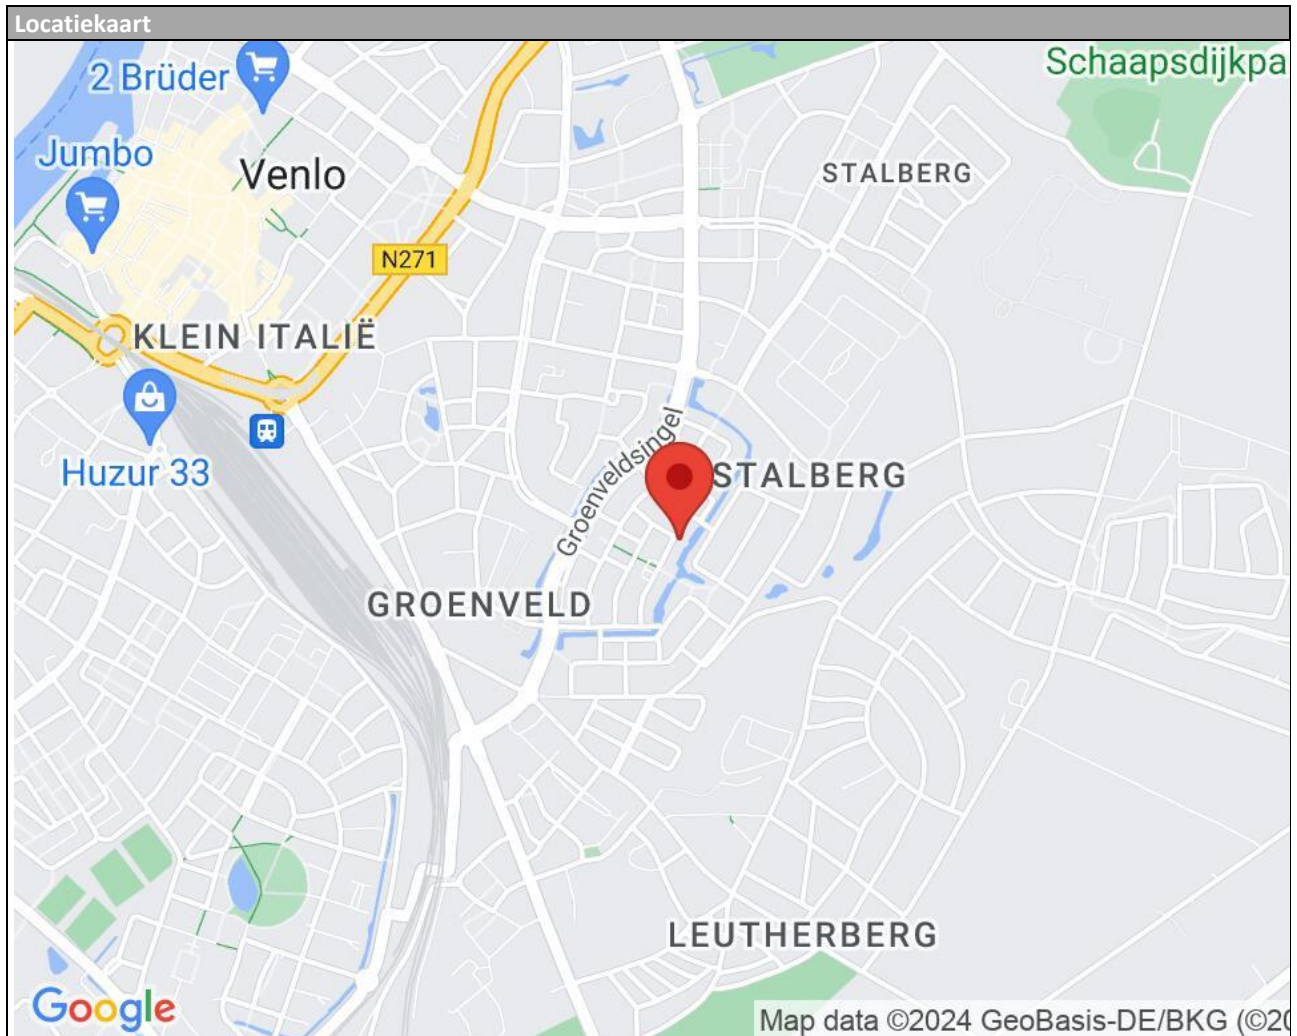 Locatiekaart
Schaapsdijkpa
2 Brüder
Jumbo
Venlo
STALBERG
N271
KLEIN ITALIË
Groenveldsingel
Huzur 33
STALBERG
GROENVELD
LEUTHERBERG
Google
Map data ©2024 GeoBasis-DE/BKG (©20